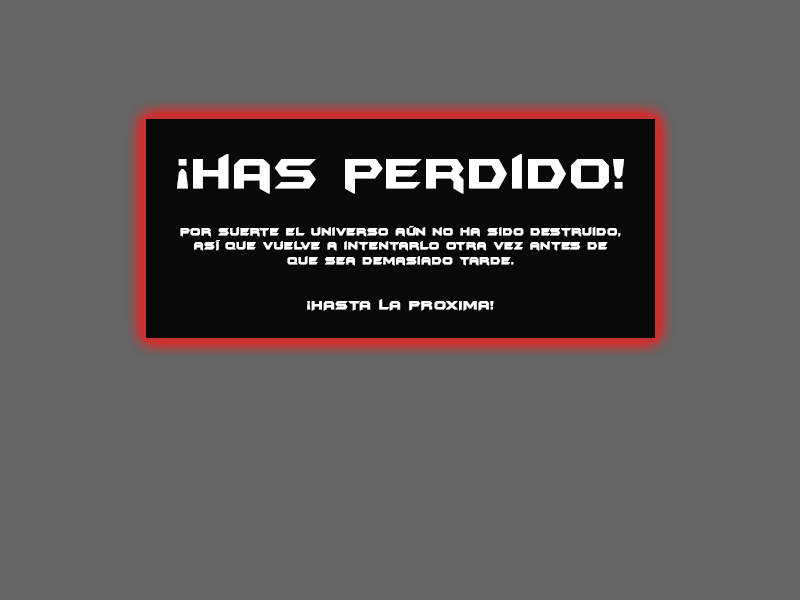 ¡HAS PERDIDO!
POR SUERTE EL UNIVERSO AÚN NO HA SIDO DESTRUIDO,
ASÍ QUE VUELVE A INTENTARLO OTRA VEZ ANTES DE
QUE SEA DEMASIADO TARDE.
¡HASTA LA PROXIMA!